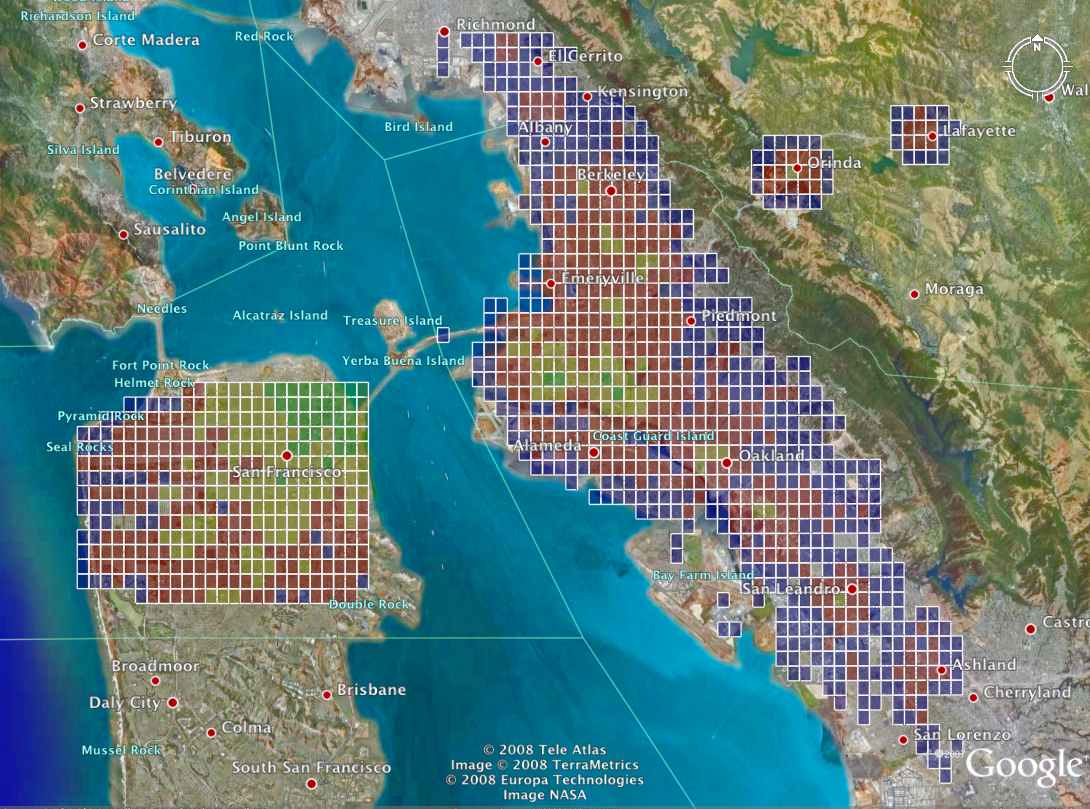 Richardson Island
Richmond
Corte Madera
Red Rock
El Cerrito
N
Wal
Kensington
Strawberry
Bird Island
Albany
Lafayette
Tiburon
Silva Island
Orinda
Belvedere
Berkeley
Corinthian Island
Angel Island
Sausalito
Point Blunt Rock
Emeryville
Moraga
Needles
Alcatraz Island
Treasure Island
Piedmont
Yerba Buena Island
Fort Point Rock
Helmet Rock
Pyramid Rock
Coast Guard Island
Seal Rocks
Alameda
Oakland
San Francisco
Bay Farm Island
San Leandro
Double Rock
Castro
Broadmoor
Ashland
Brisbane
Cherryland
Daly City
Colma
San Lorenzo
Mussel Rock
© 2008 Tele Atlas
Image © 2008 TerraMetrics
© 2008 Europa Technologies
Image NASA
South San Francisco
©2007
Google